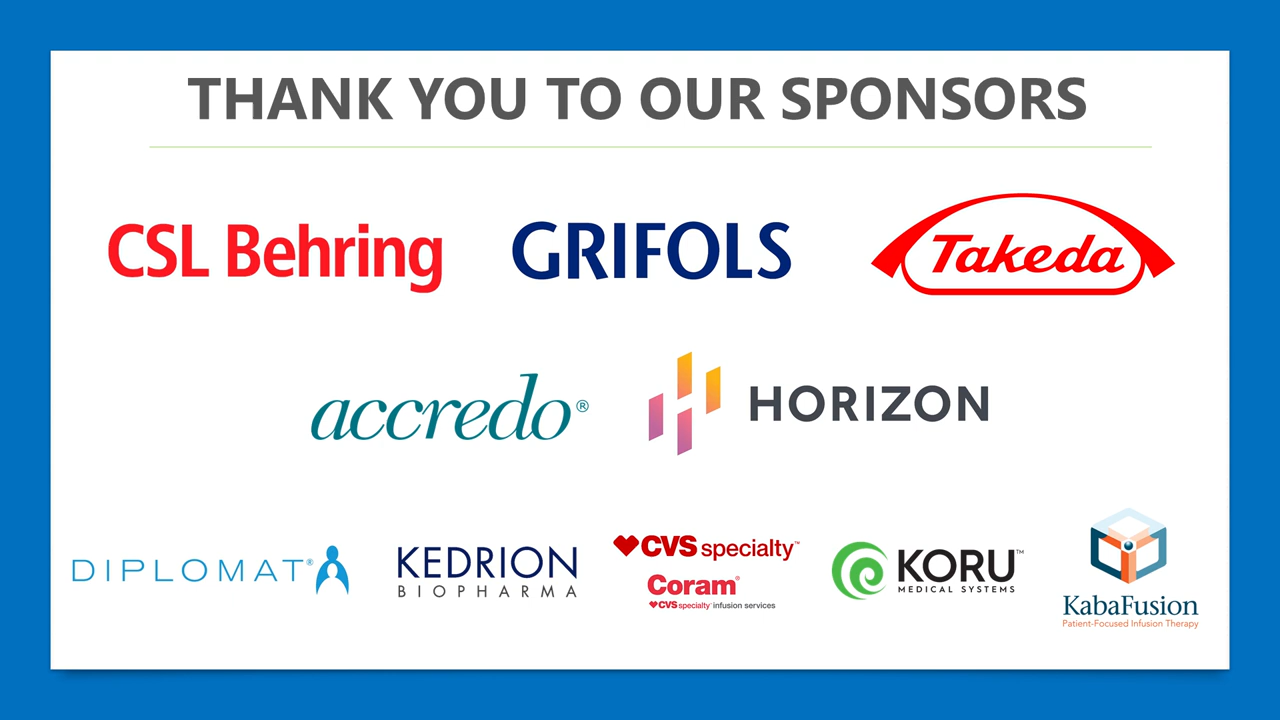 THANK YOU TO OUR SPONSORS
CSL Behring
GRIFOLS
Takeda
accredo®
HORIZON
DIPLOMAT®
KEDRION
BIOPHARMA
CVS specialty™
Coram®
CVS specialty® infusion services
KORU™
MEDICAL SYSTEMS
KabaFusion
Patient-Focused Infusion Therapy